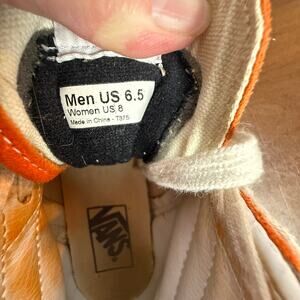 Men US 6.5
Women US 8
Made in China - T375
VANS